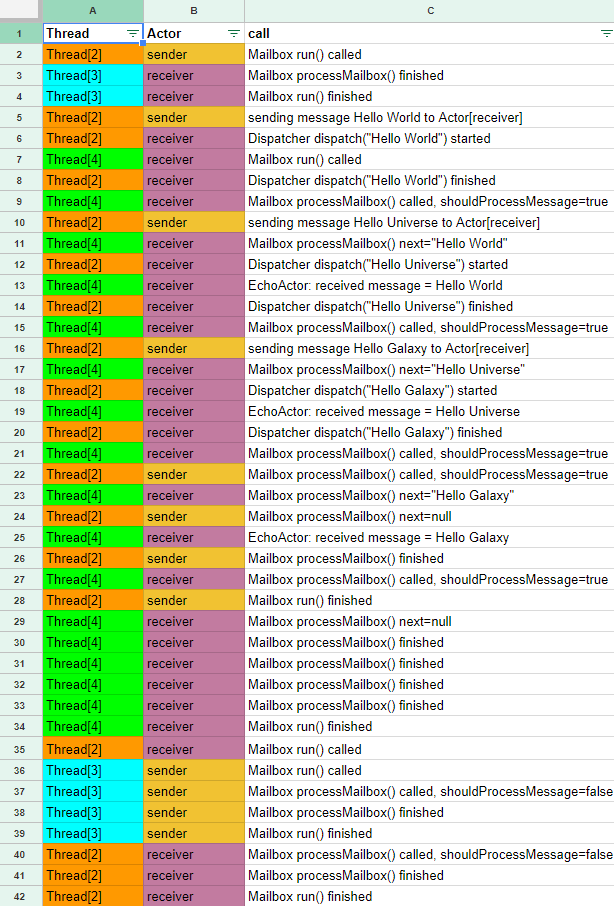 A B C
1 Thread Actor call
2 Thread[2] sender Mailbox run() called
3 Thread[3] receiver Mailbox processMailbox() finished
4 Thread[3] receiver Mailbox run() finished
5 Thread[2] sender sending message Hello World to Actor[receiver]
6 Thread[2] receiver Dispatcher dispatch("Hello World") started
7 Thread[4] receiver Mailbox run() called
8 Thread[2] receiver Dispatcher dispatch("Hello World") finished
9 Thread[4] receiver Mailbox processMailbox() called, shouldProcessMessage=true
10 Thread[2] sender sending message Hello Universe to Actor[receiver]
11 Thread[4] receiver Mailbox processMailbox() next="Hello World"
12 Thread[2] receiver Dispatcher dispatch("Hello Universe") started
13 Thread[4] receiver EchoActor: received message = Hello World
14 Thread[2] receiver Dispatcher dispatch("Hello Universe") finished
15 Thread[4] receiver Mailbox processMailbox() called, shouldProcessMessage=true
16 Thread[2] sender sending message Hello Galaxy to Actor[receiver]
17 Thread[4] receiver Mailbox processMailbox() next="Hello Universe"
18 Thread[2] receiver Dispatcher dispatch("Hello Galaxy") started
19 Thread[4] receiver EchoActor: received message = Hello Universe
20 Thread[2] receiver Dispatcher dispatch("Hello Galaxy") finished
21 Thread[4] receiver Mailbox processMailbox() called, shouldProcessMessage=true
22 Thread[2] sender Mailbox processMailbox() called, shouldProcessMessage=true
23 Thread[4] receiver Mailbox processMailbox() next="Hello Galaxy"
24 Thread[2] sender Mailbox processMailbox() next=null
25 Thread[4] receiver EchoActor: received message = Hello Galaxy
26 Thread[2] sender Mailbox processMailbox() finished
27 Thread[4] receiver Mailbox processMailbox() called, shouldProcessMessage=true
28 Thread[2] sender Mailbox run() finished
29 Thread[4] receiver Mailbox processMailbox() next=null
30 Thread[4] receiver Mailbox processMailbox() finished
31 Thread[4] receiver Mailbox processMailbox() finished
32 Thread[4] receiver Mailbox processMailbox() finished
33 Thread[4] receiver Mailbox processMailbox() finished
34 Thread[4] receiver Mailbox run() finished
35 Thread[2] receiver Mailbox run() called
36 Thread[3] sender Mailbox run() called
37 Thread[3] sender Mailbox processMailbox() called, shouldProcessMessage=false
38 Thread[3] sender Mailbox processMailbox() finished
39 Thread[3] sender Mailbox run() finished
40 Thread[2] receiver Mailbox processMailbox() called, shouldProcessMessage=false
41 Thread[2] receiver Mailbox processMailbox() finished
42 Thread[2] receiver Mailbox run() finished